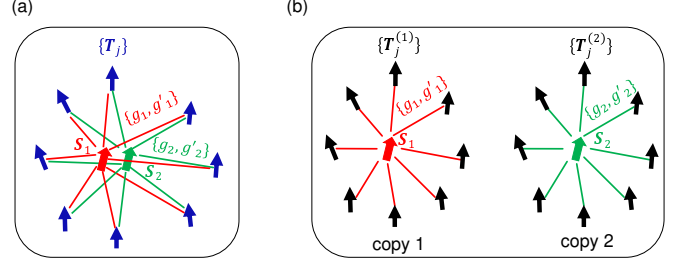 (a)
{T_j}
{g_1, g'_1}
S_1
{g_2, g'_2}
S_2
(b)
{T_j^(1)}
{T_j^(2)}
{g_1, g'_1}
{g_2, g'_2}
S_1
S_2
copy 1
copy 2